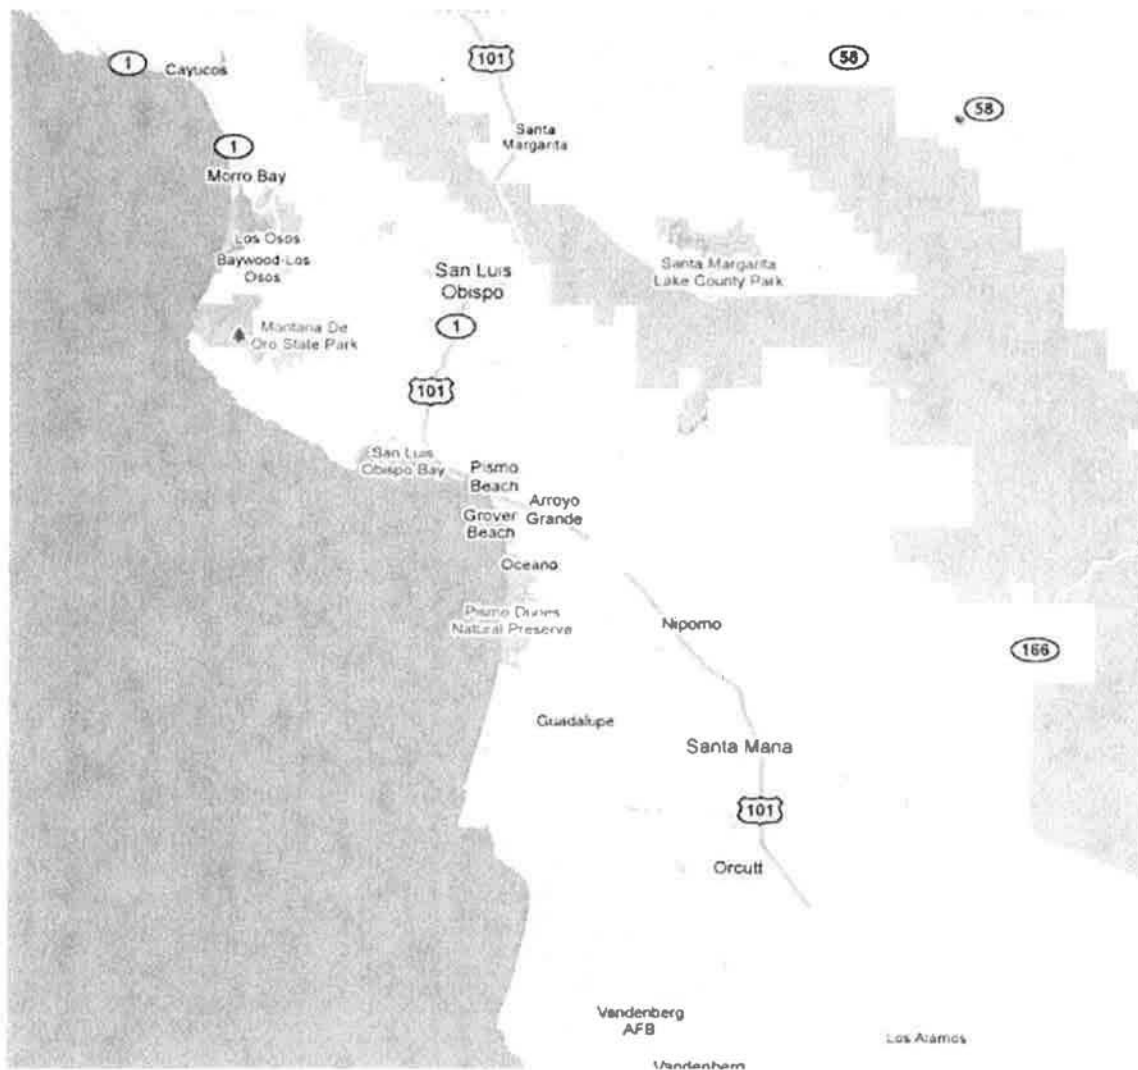 1
Cayucos
101
58
58
Santa
Margarita
1
Morro Bay
Los Osos
Baywood-Los
Osos
San Luis
Obispo
Santa Margarita
Lake County Park
1
Montana De
Oro State Park
101
San Luis
Obispo Bay
Pismo
Beach
Arroyo
Grande
Grover
Beach
Oceano
Pismo Dunes
Natural Preserve
Nipomo
166
Guadalupe
Santa Maria
101
Orcutt
Vandenberg
AFB
Los Alamos
Vandenberg